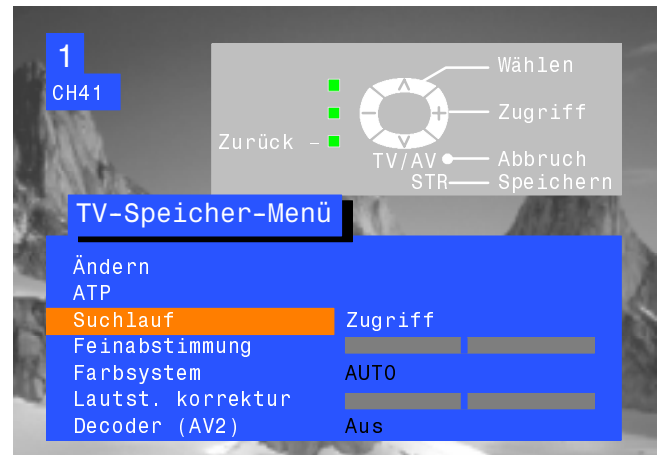 1
CH41
Wählen
Zugriff
Zurück –
TV/AV Abbruch
STR Speichern
TV-Speicher-Menü
Ändern
ATP
Suchlauf Zugriff
Feinabstimmung
Farbsystem AUTO
Lautst. korrektur
Decoder (AV2) Aus